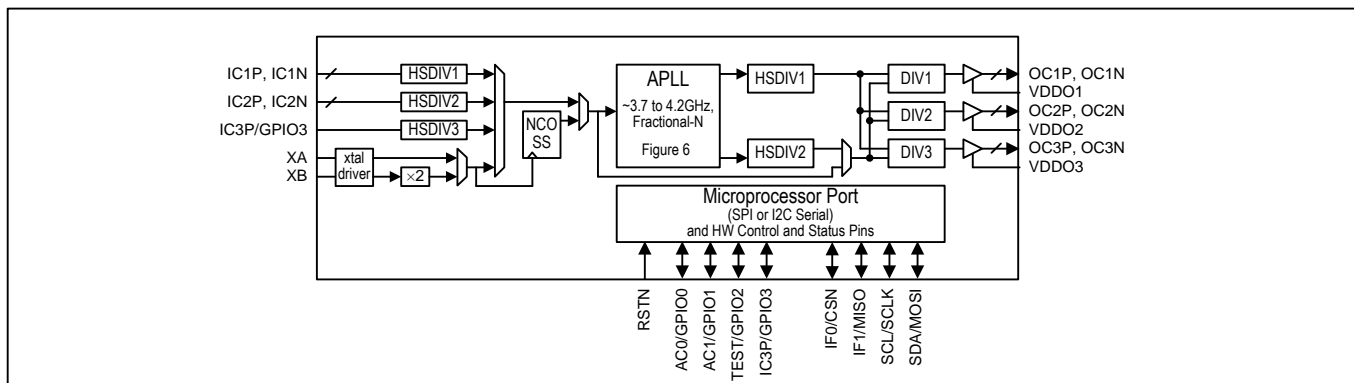 IC1P, IC1N
IC2P, IC2N
IC3P/GPIO3
XA
XB
HSDIV1
HSDIV2
HSDIV3
xtal
driver
×2
NCO
SS
APLL
~3.7 to 4.2GHz,
Fractional-N
Figure 6
HSDIV1
HSDIV2
DIV1
DIV2
DIV3
OC1P, OC1N
VDDO1
OC2P, OC2N
VDDO2
OC3P, OC3N
VDDO3
Microprocessor Port
(SPI or I2C Serial)
and HW Control and Status Pins
RSTN
AC0/GPIO0
AC1/GPIO1
TEST/GPIO2
IC3P/GPIO3
IF0/CSN
IF1/MISO
SCL/SCLK
SDA/MOSI